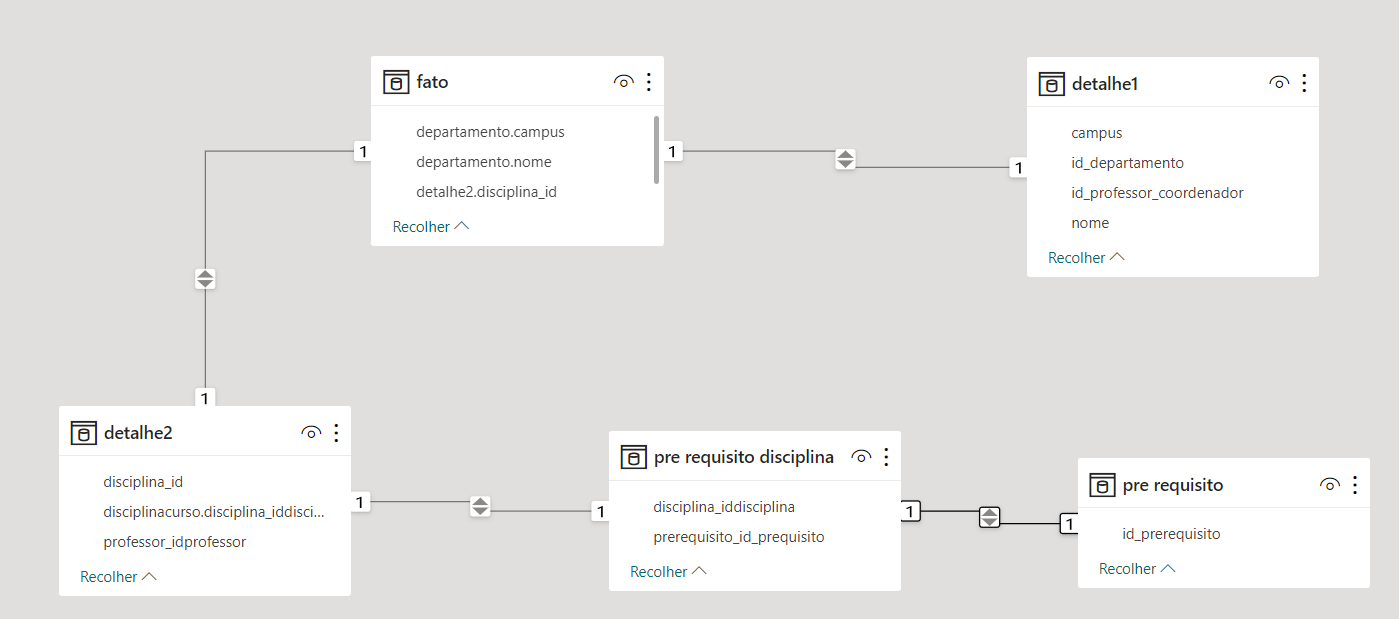 fato
departamento.campus
departamento.nome
detalhe2.disciplina_id
Recolher
detalhe1
campus
id_departamento
id_professor_coordenador
nome
Recolher
1
1
1
1
detalhe2
disciplina_id
disciplinacurso.disciplina_iddisci...
professor_idprofessor
Recolher
1
1
pre requisito disciplina
disciplina_iddisciplina
prerequisito_id_prequisito
Recolher
1
1
pre requisito
id_prerequisito
Recolher